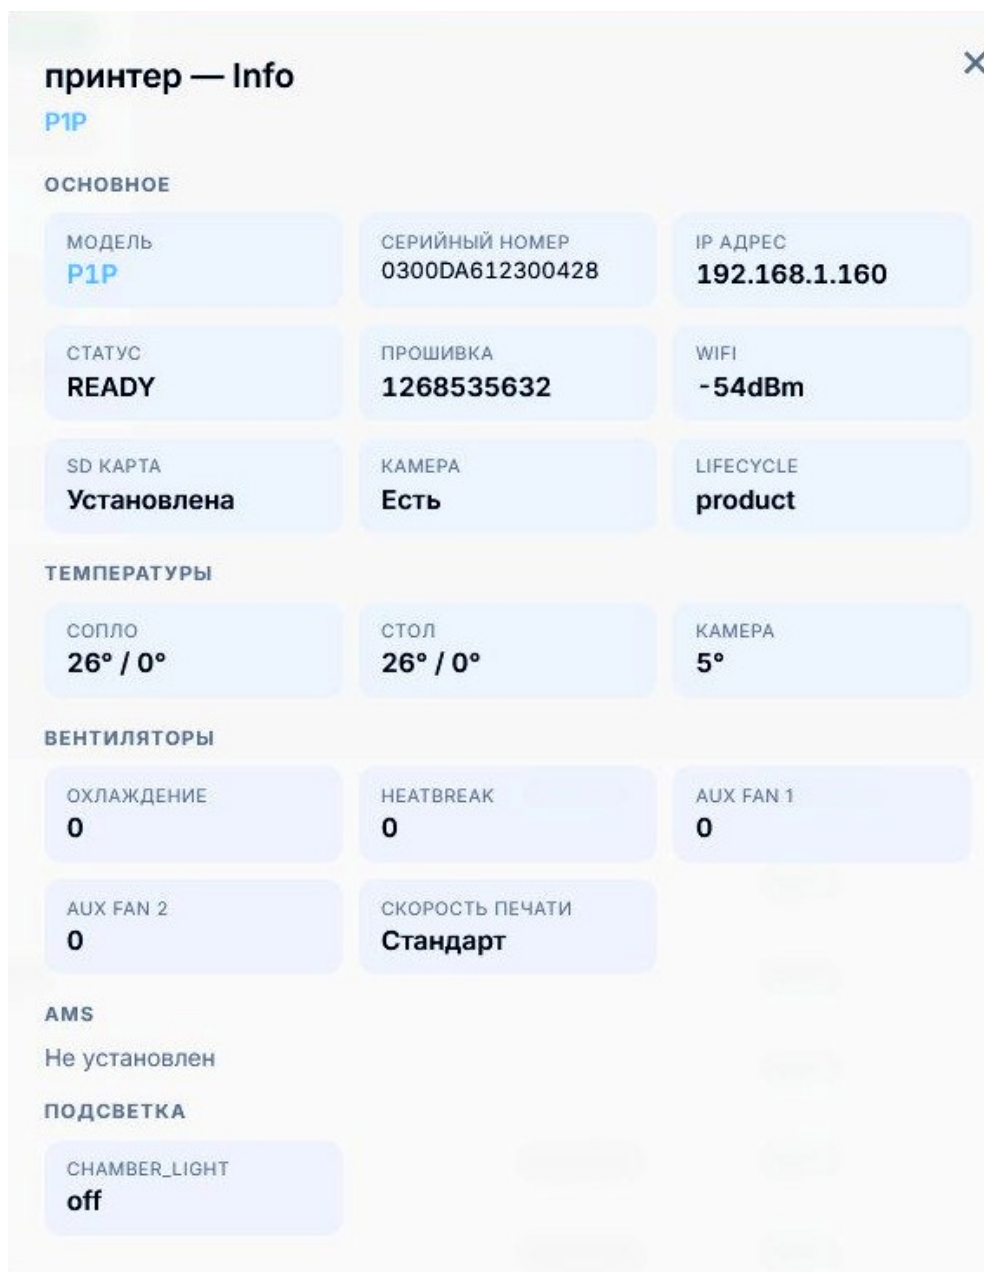 принтер — Info
P1P
ОСНОВНОЕ
МОДЕЛЬ
P1P
СЕРИЙНЫЙ НОМЕР
0300DA612300428
IP АДРЕС
192.168.1.160
СТАТУС
READY
ПРОШИВКА
1268535632
WIFI
-54dBm
SD КАРТА
Установлена
КАМЕРА
Есть
LIFECYCLE
product
ТЕМПЕРАТУРЫ
СОПЛО
26° / 0°
СТОЛ
26° / 0°
КАМЕРА
5°
ВЕНТИЛЯТОРЫ
ОХЛАЖДЕНИЕ
0
HEATBREAK
0
AUX FAN 1
0
AUX FAN 2
0
СКОРОСТЬ ПЕЧАТИ
Стандарт
AMS
Не установлен
ПОДСВЕТКА
CHAMBER_LIGHT
off